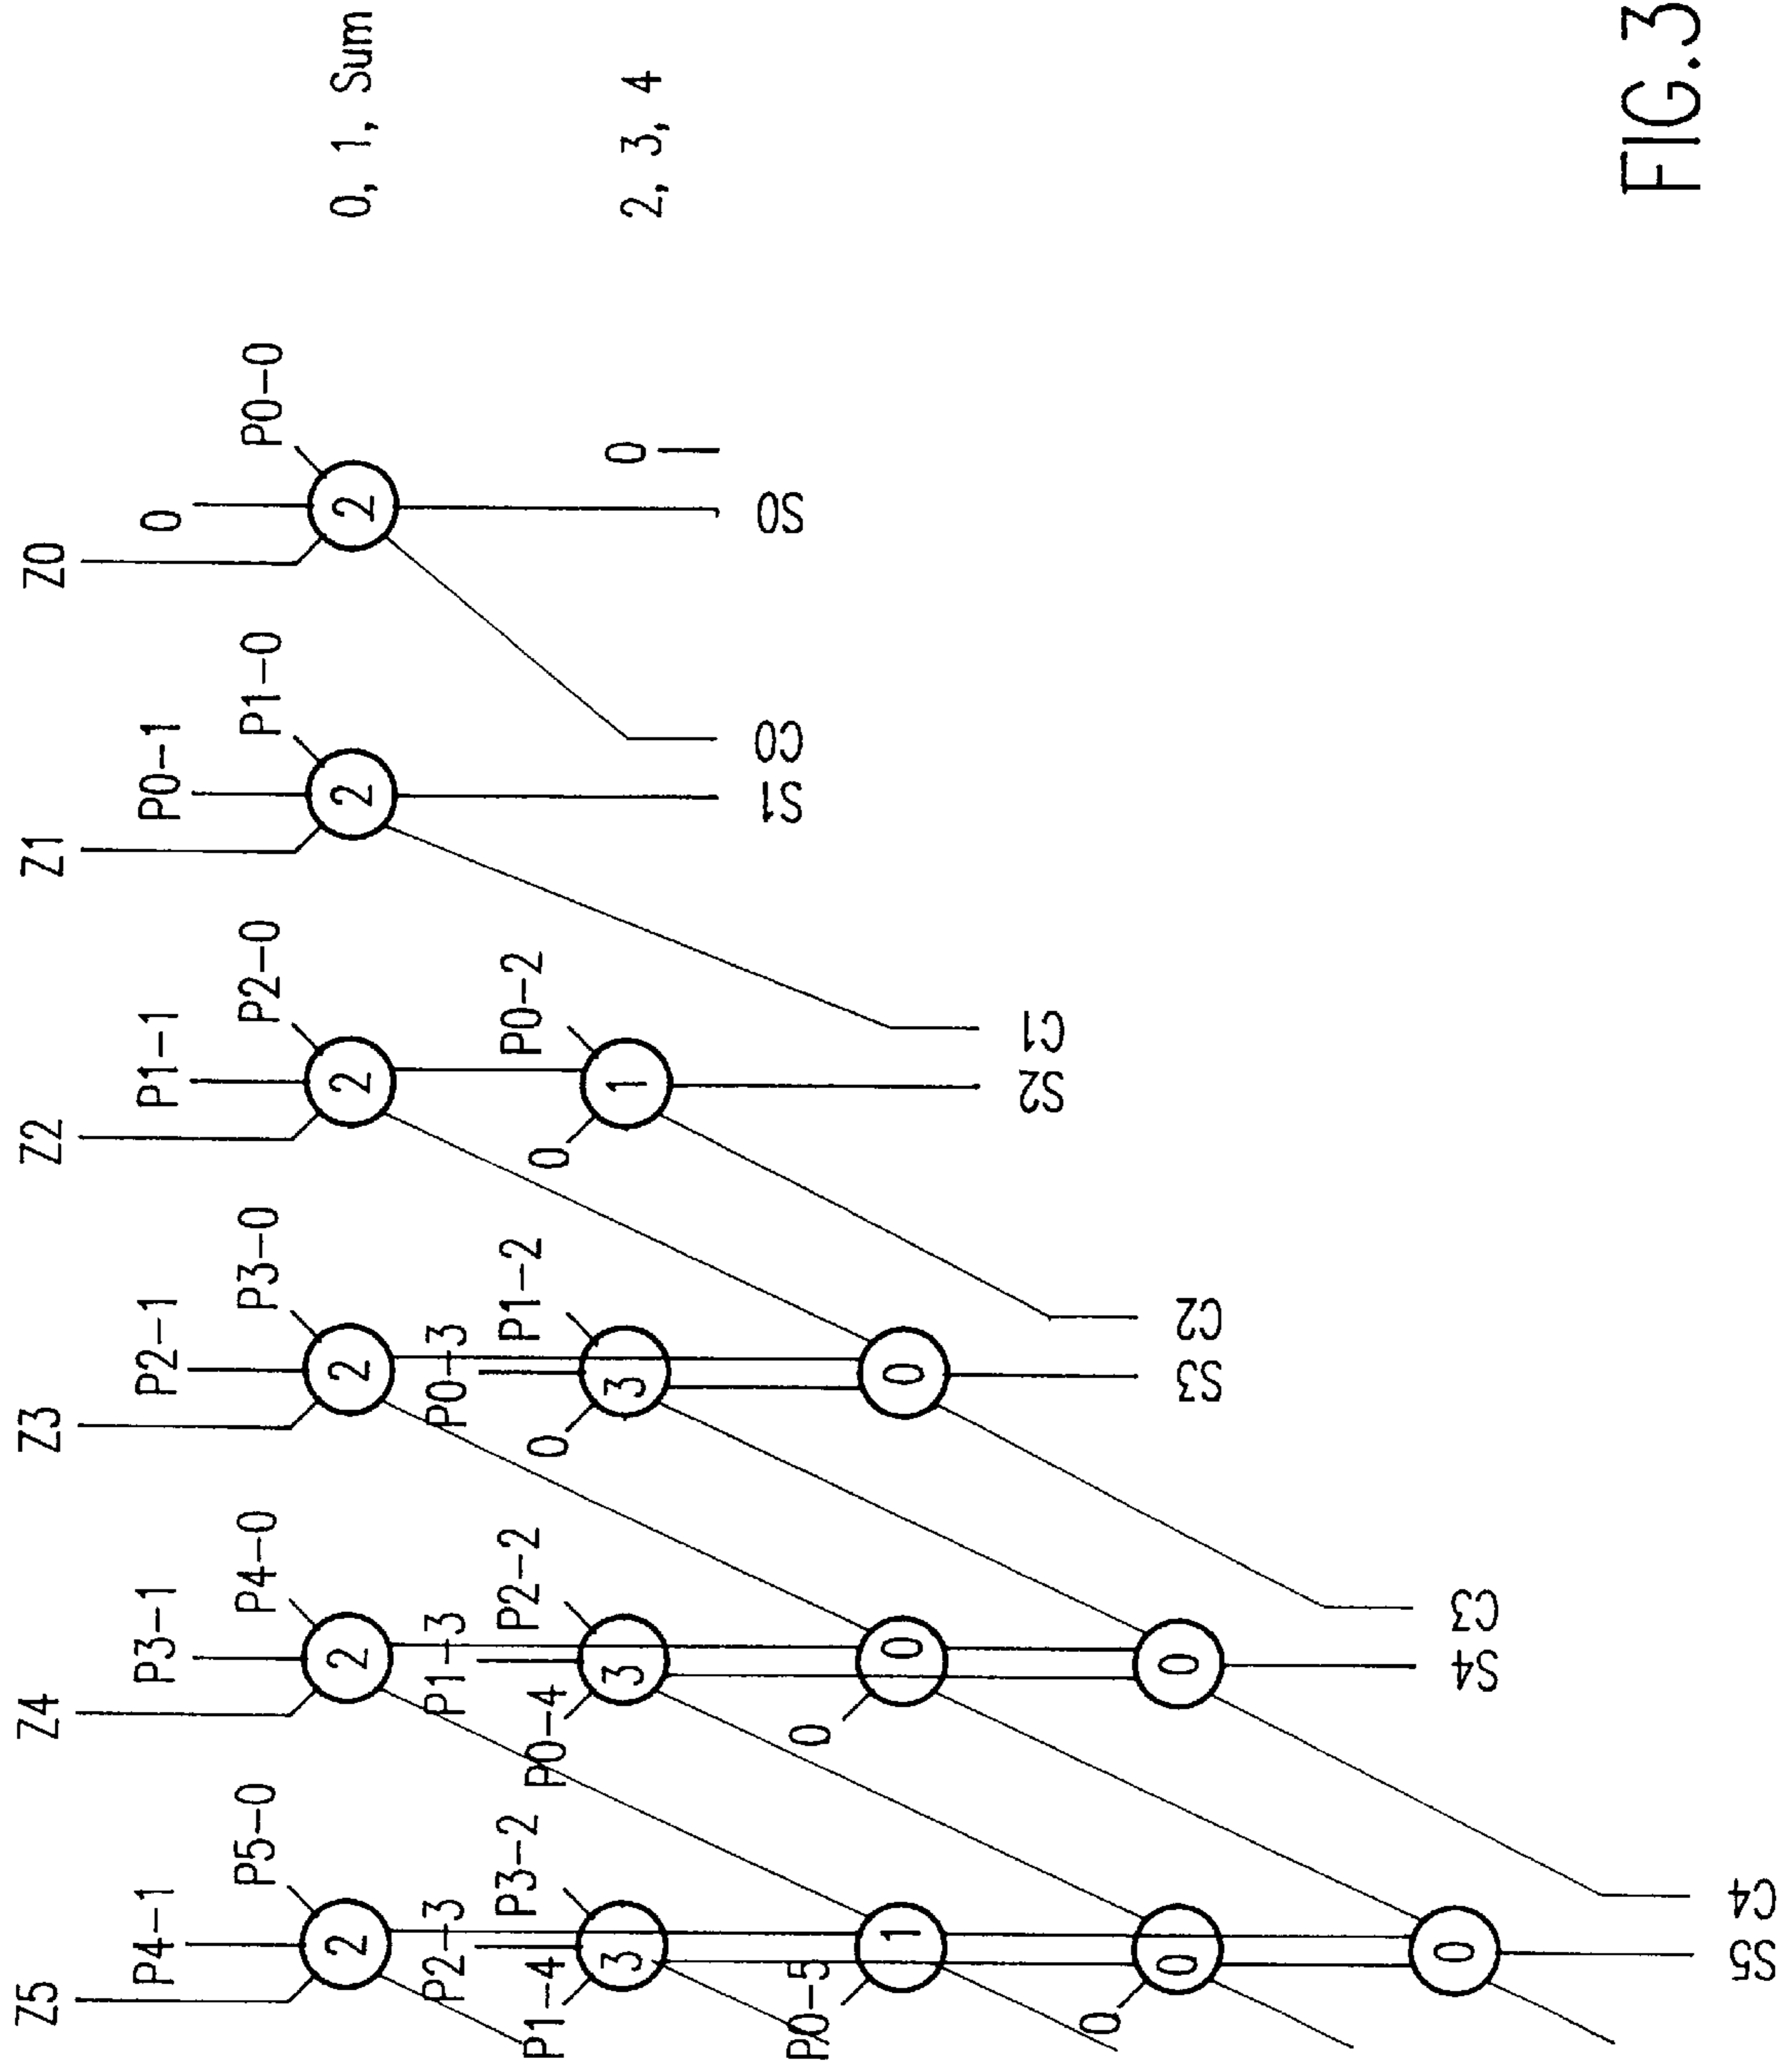 Z5 Z4 Z3 Z2 Z1 Z0
P4-1 P3-1 P2-1 P1-1 P0-1 0
P5-0 P4-0 P3-0 P2-0 P1-0 P0-0
2 2 2 2 2 2 0, 1, Sum
P2-3 P1-3 P0-3
P3-2 P2-2 P1-2 P0-2
P1-4 P0-4 0 0
3 3 3 1 0 2, 3, 4
S1 C0 S0
P0-5 0
1 0 0
S2 C1
0
0 0
S3 C2
0
S4 C3
S5 C4
FIG.3